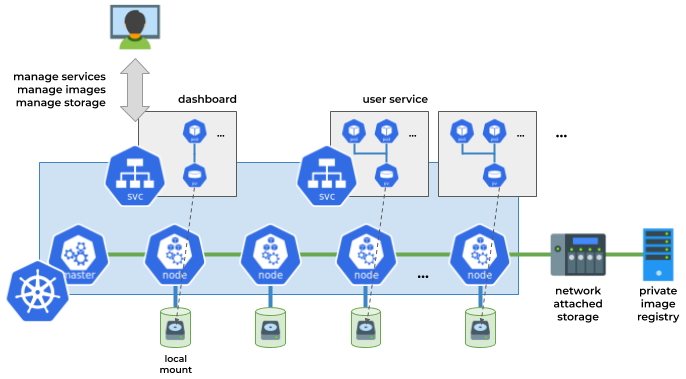 manage services
manage images
manage storage
dashboard
user service
...
...
...
...
pod
pod
pod
pod
pod
pv
pv
pv
svc
svc
master
node
node
node
...
node
network
attached
storage
private
image
registry
local
mount